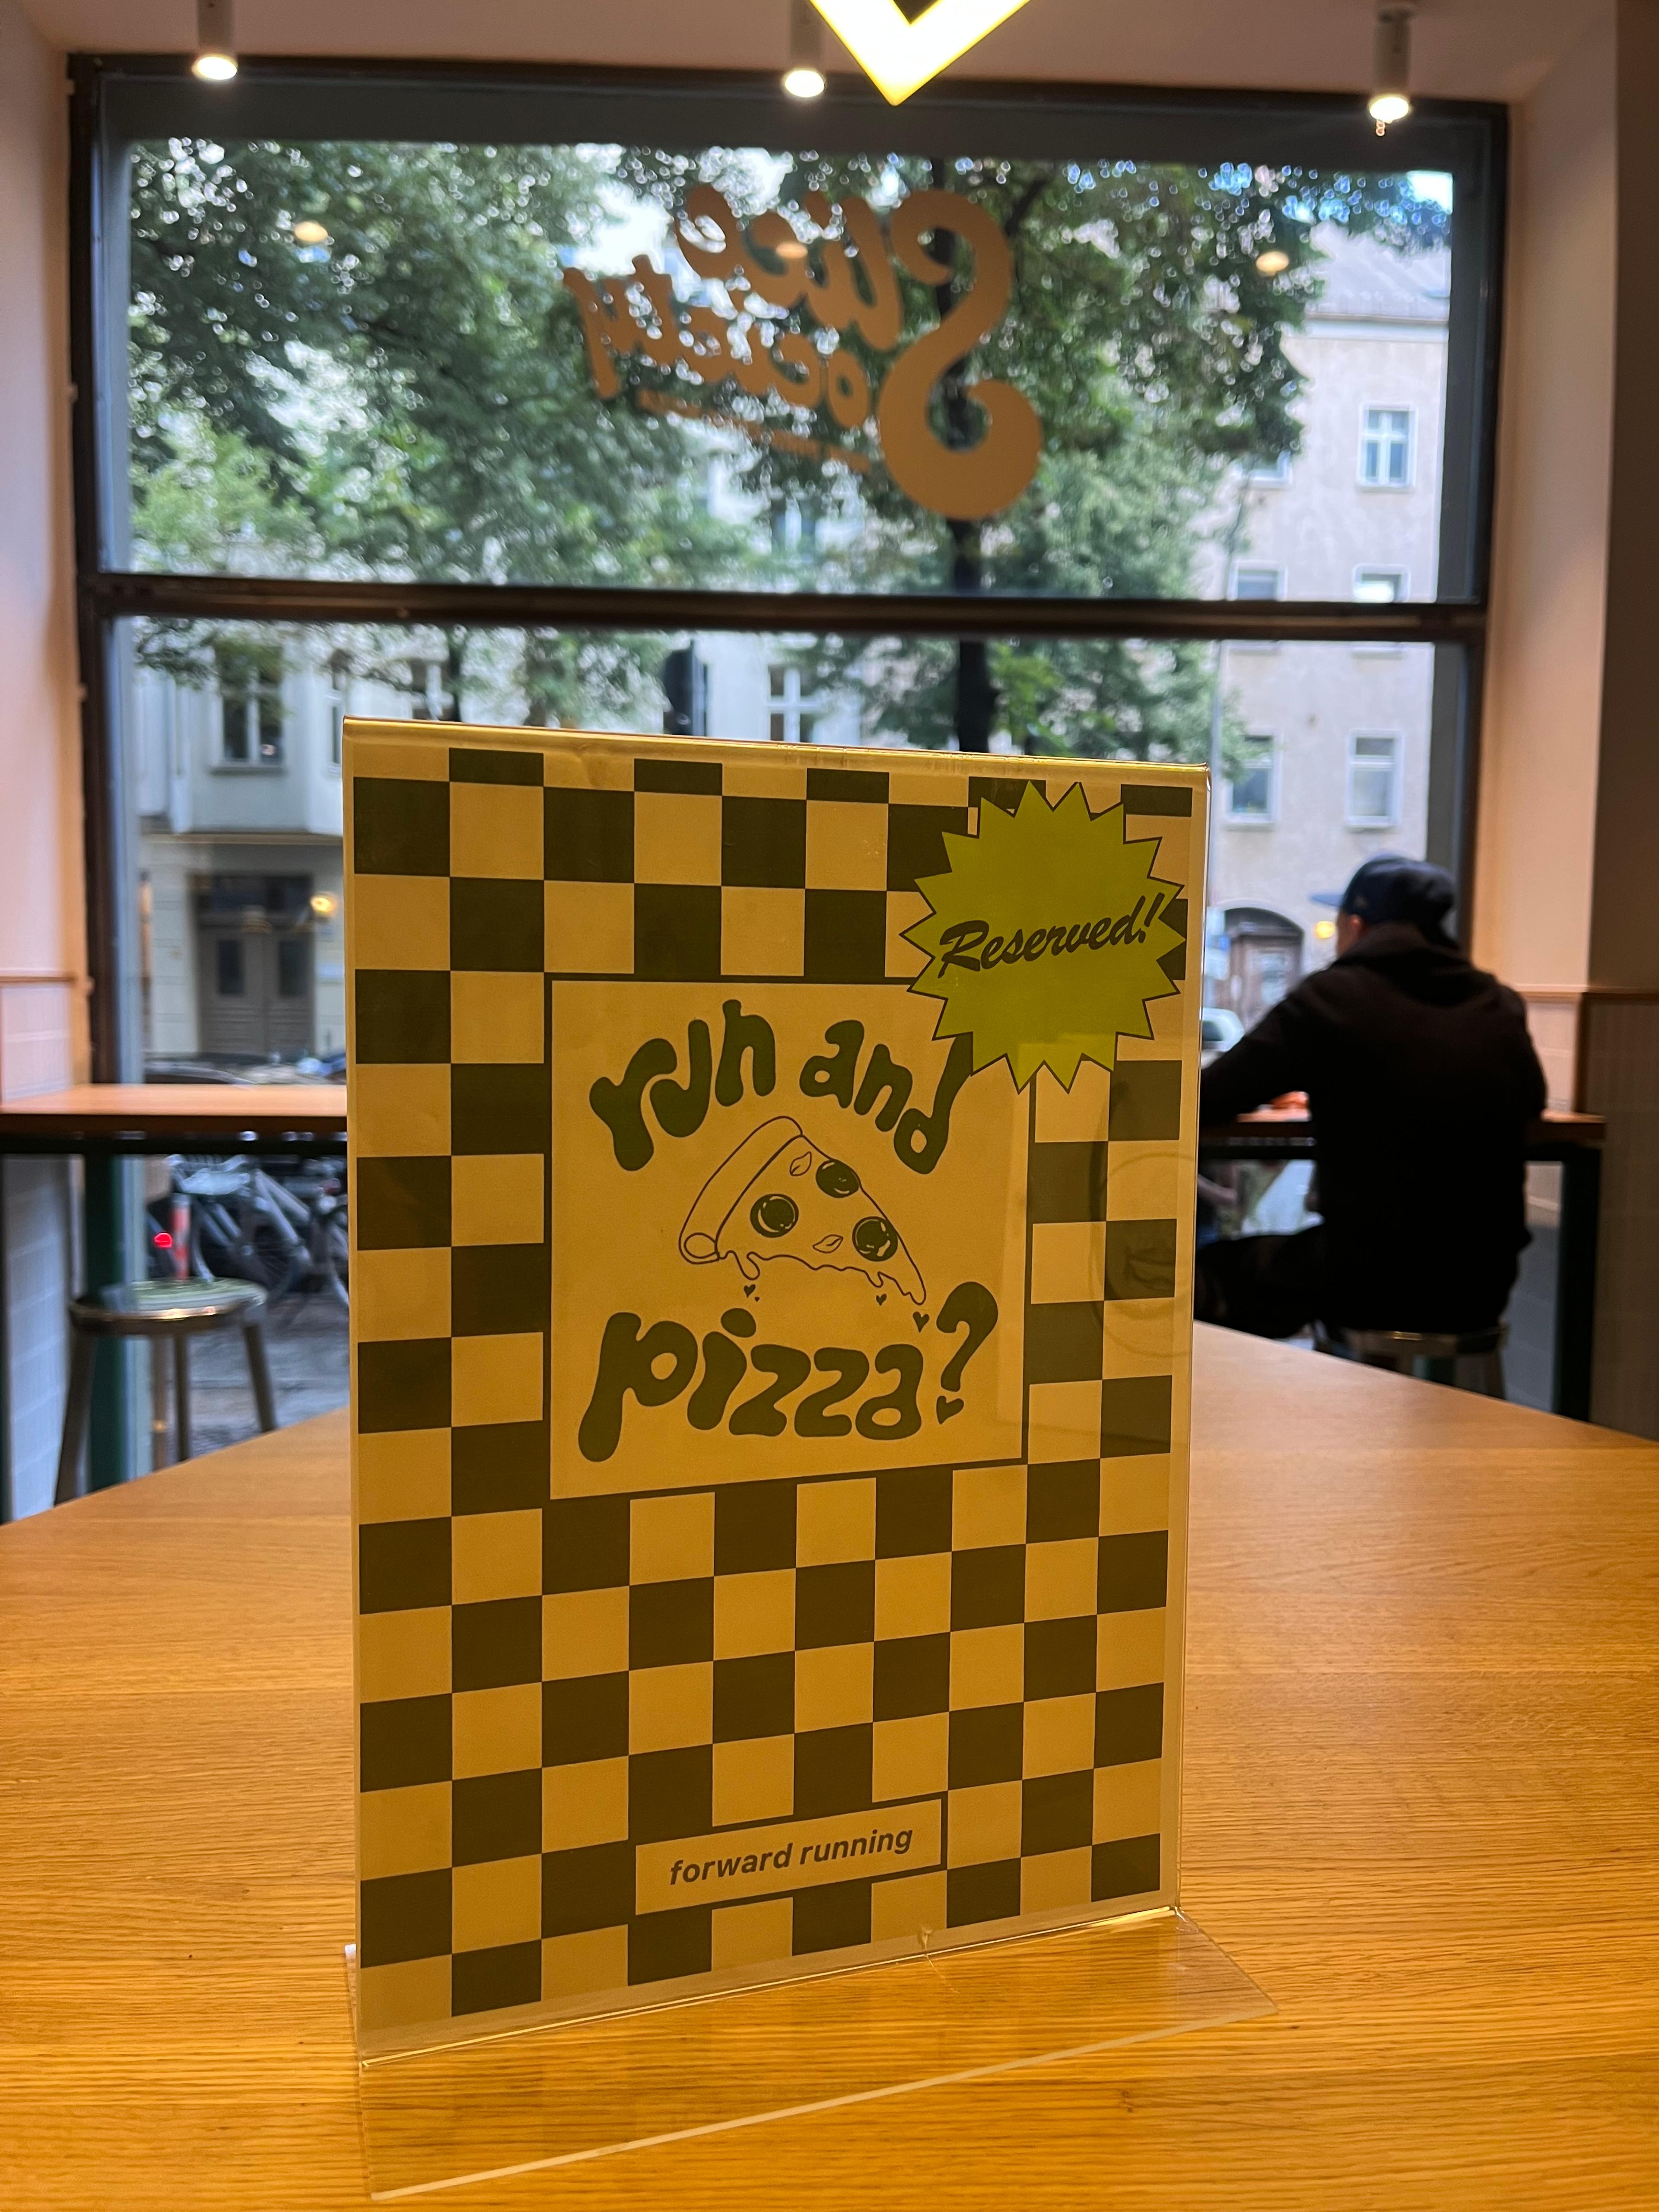 Slice
Society
Reserved!
run and
pizza?
forward running